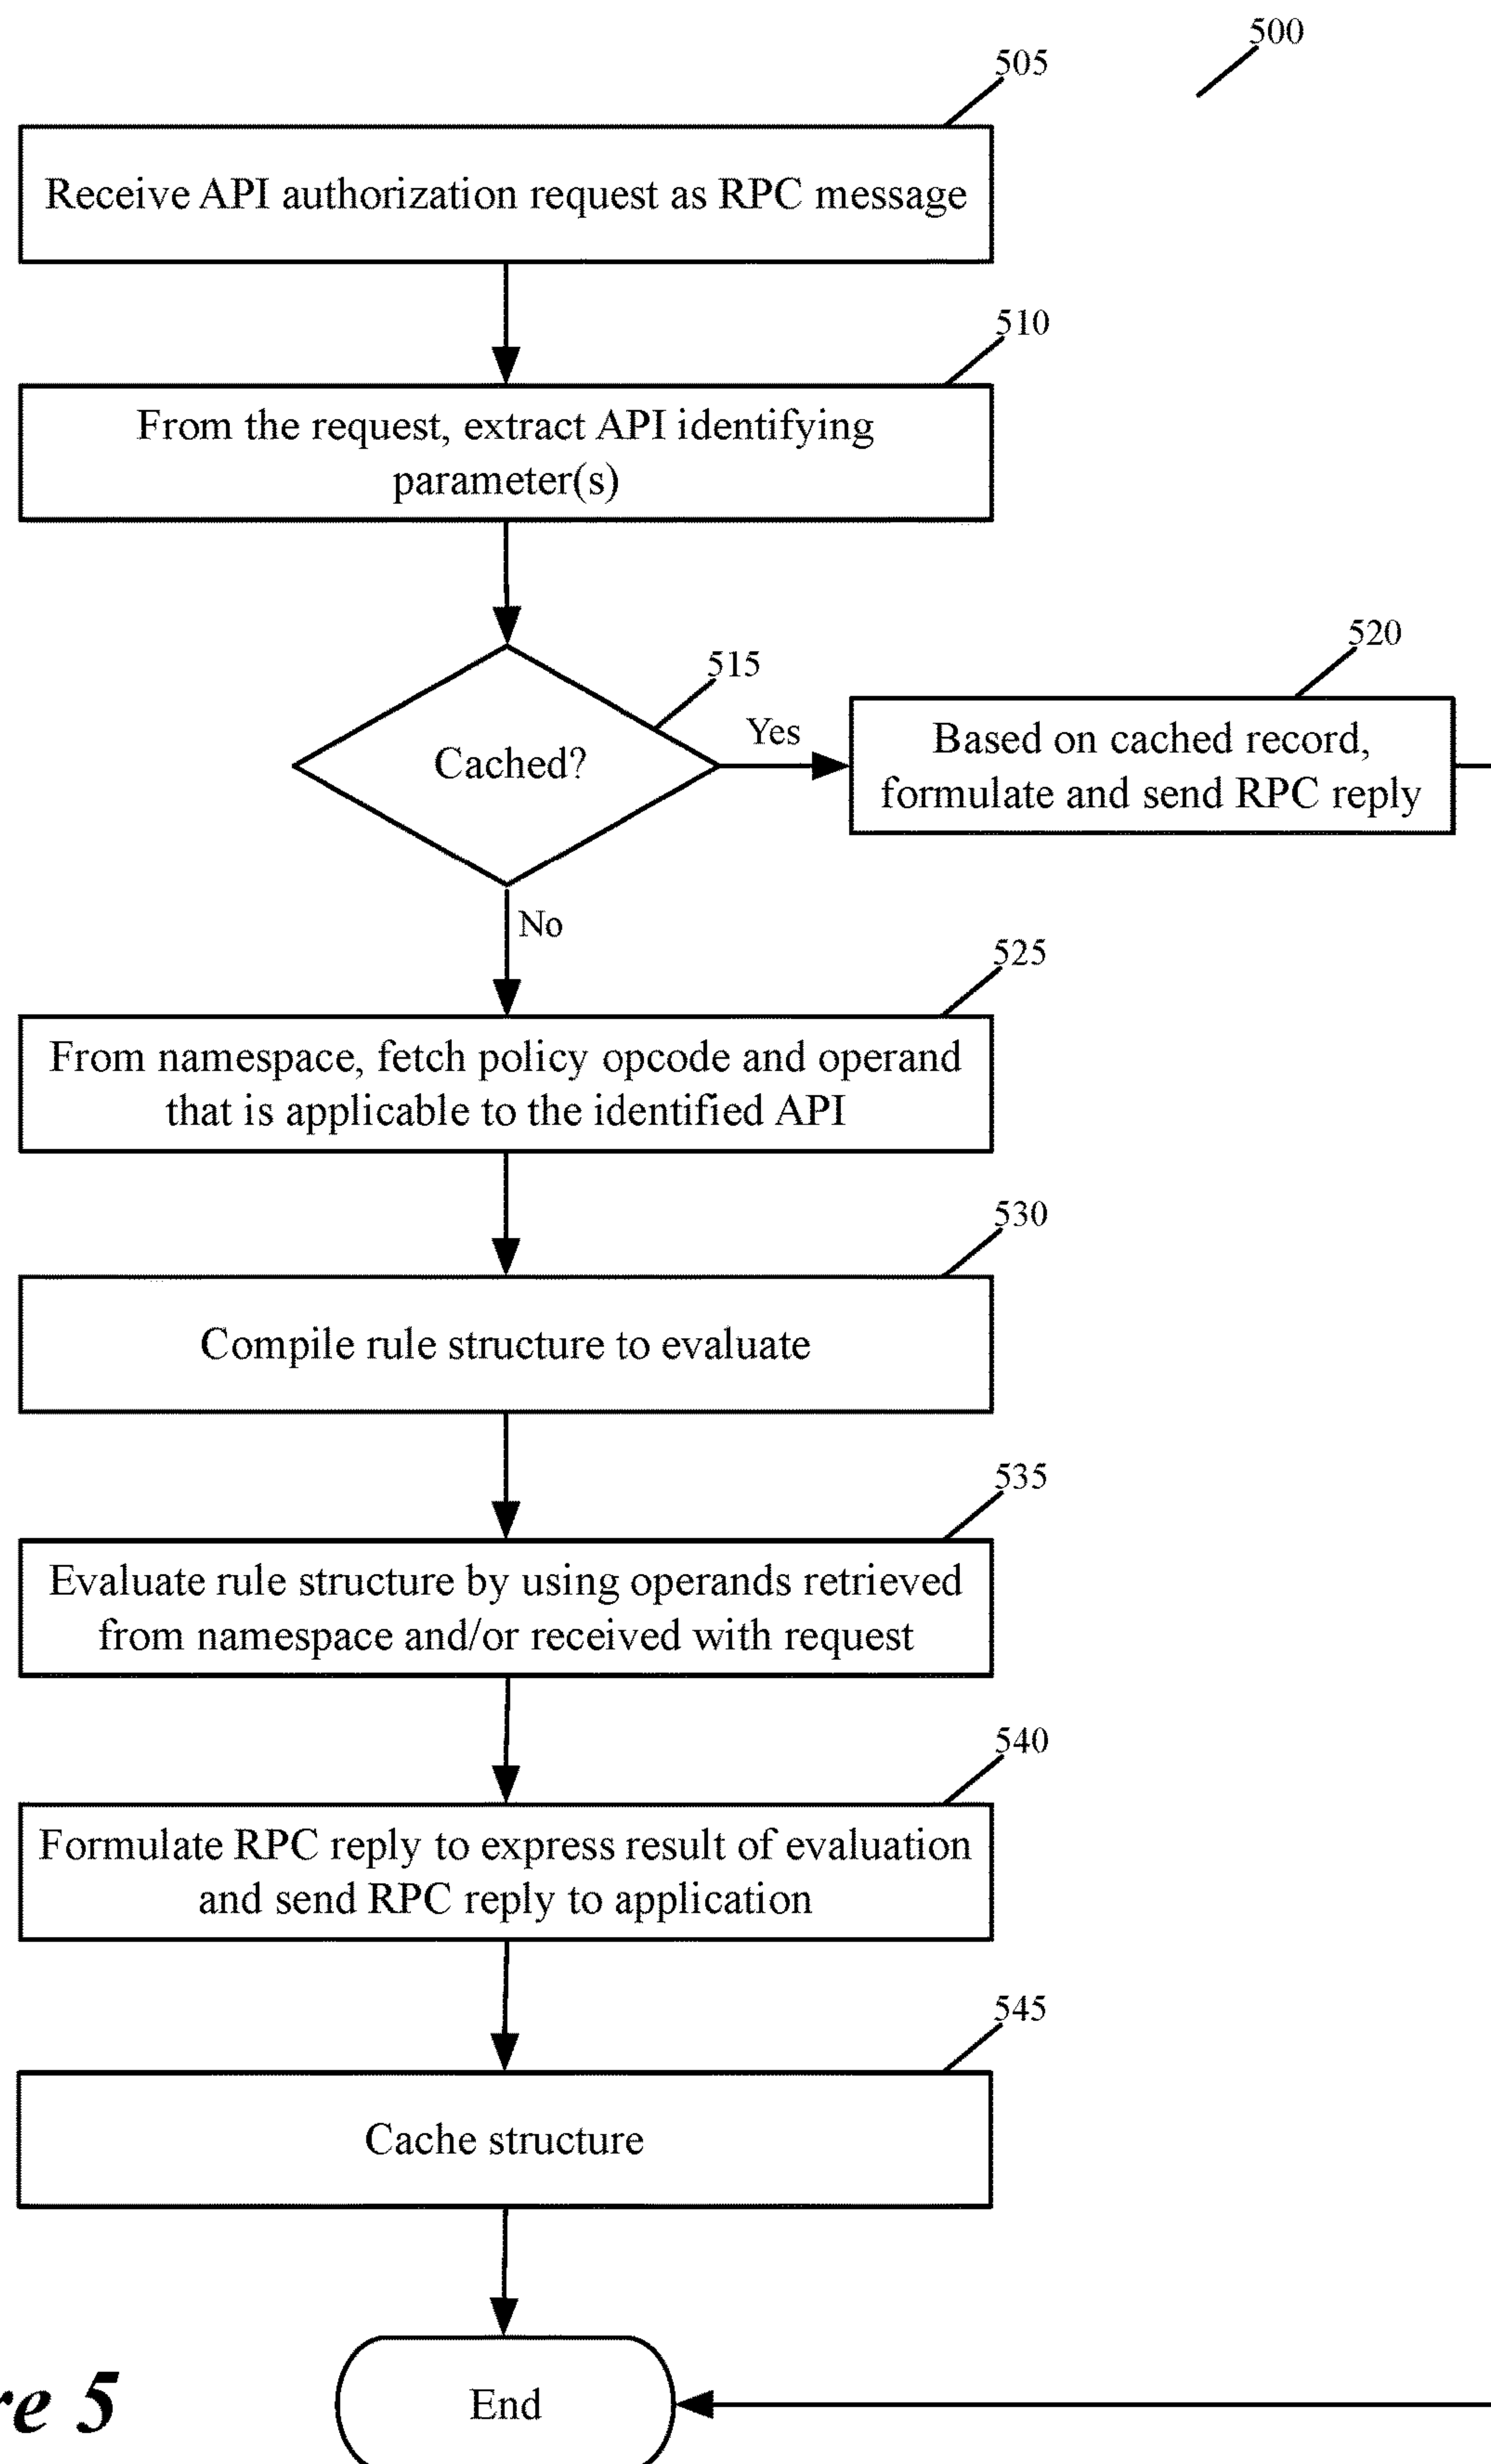 500
505
Receive API authorization request as RPC message
510
From the request, extract API identifying
parameter(s)
515
Cached?
Yes
520
Based on cached record,
formulate and send RPC reply
No
525
From namespace, fetch policy opcode and operand
that is applicable to the identified API
530
Compile rule structure to evaluate
535
Evaluate rule structure by using operands retrieved
from namespace and/or received with request
540
Formulate RPC reply to express result of evaluation
and send RPC reply to application
545
Cache structure
End
re 5